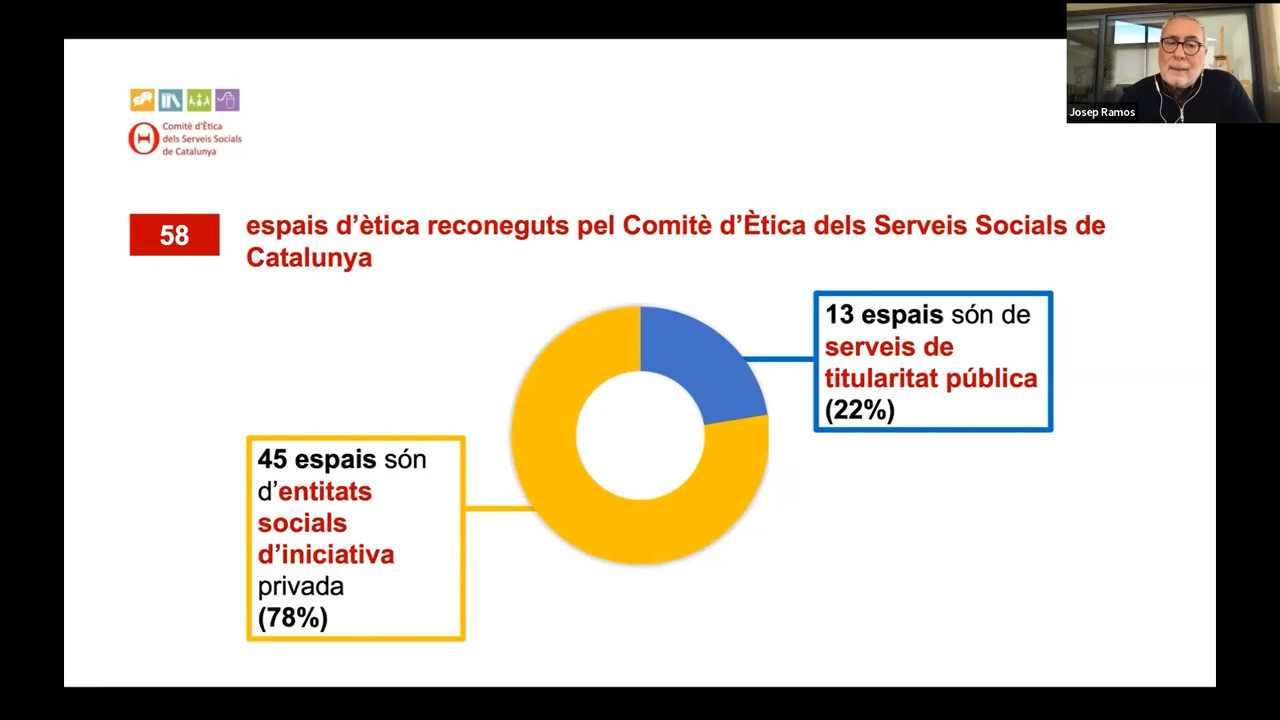 Josep Ramos
Comitè d'Ètica
dels Serveis Socials
de Catalunya
58
espais d’ètica reconeguts pel Comitè d’Ètica dels Serveis Socials de
Catalunya
13 espais són de
serveis de
titularitat pública
(22%)
45 espais són
d’entitats
socials
d’iniciativa
privada
(78%)